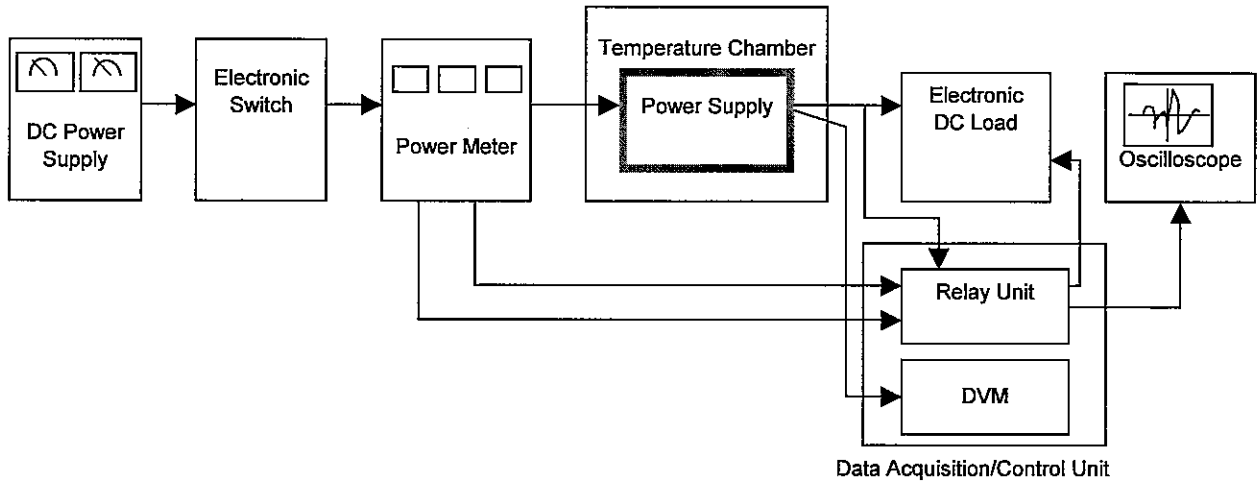 DC Power
Supply
Electronic
Switch
Power Meter
Temperature Chamber
Power Supply
Electronic
DC Load
Oscilloscope
Relay Unit
DVM
Data Acquisition/Control Unit